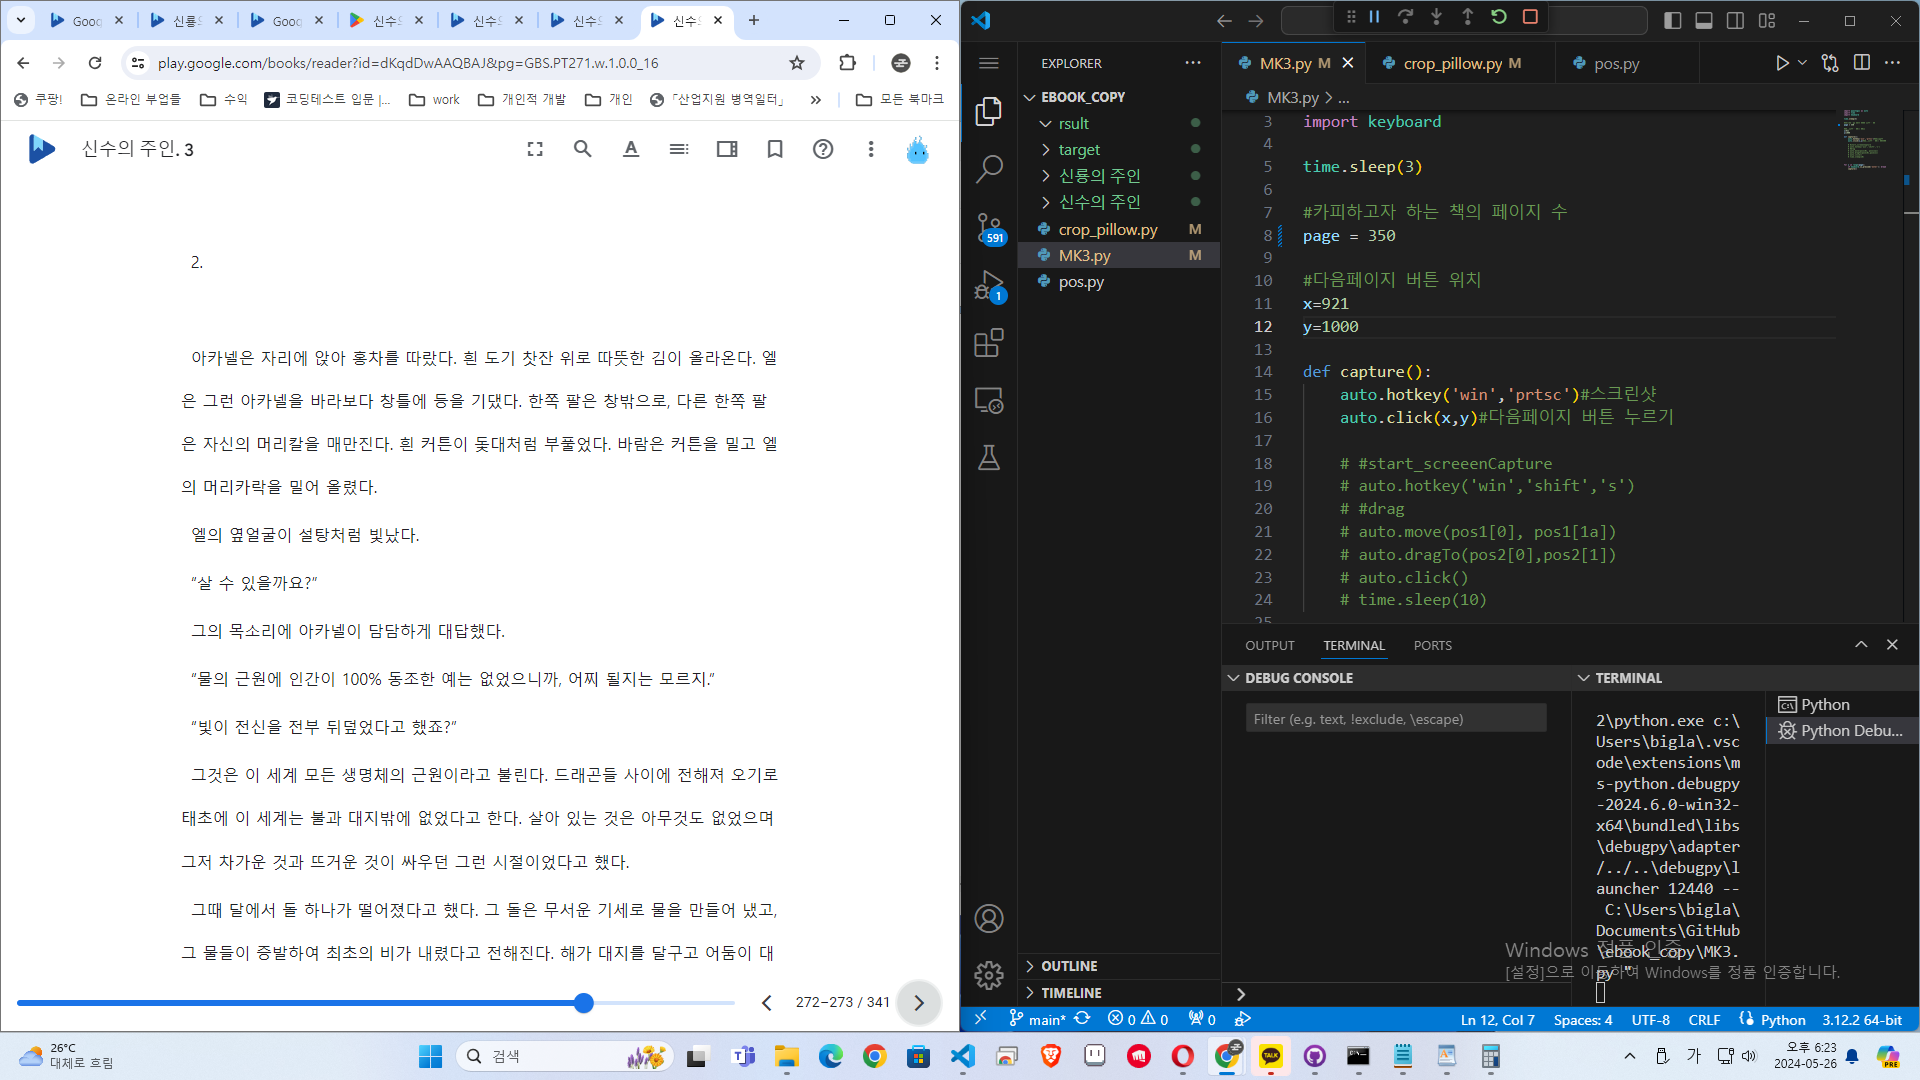 Goog
신룡의
Goog
신수의
신수의
신수의
신수의
play.google.com/books/reader?id=dKqdDwAAQBAJ&pg=GBS.PT271.w.1.0.0_16
쿠팡!
온라인 부업들
수익
코딩테스트 입문 |...
work
개인적 개발
개인
「산업지원 병역일터」
»
모든 북마크
신수의 주인. 3
2.
아카넬은 자리에 앉아 홍차를 따랐다. 흰 도기 찻잔 위로 따뜻한 김이 올라온다. 엘
은 그런 아카넬을 바라보다 창틀에 등을 기댔다. 한쪽 팔은 창밖으로, 다른 한쪽 팔
은 자신의 머리칼을 매만진다. 흰 커튼이 돛대처럼 부풀었다. 바람은 커튼을 밀고 엘
의 머리카락을 밀어 올렸다.
엘의 옆얼굴이 설탕처럼 빛났다.
“살 수 있을까요?”
그의 목소리에 아카넬이 담담하게 대답했다.
“물의 근원에 인간이 100% 동조한 예는 없었으니까, 어찌 될지는 모르지.”
“빛이 전신을 전부 뒤덮었다고 했죠?”
그것은 이 세계 모든 생명체의 근원이라고 불린다. 드래곤들 사이에 전해져 오기로
태초에 이 세계는 불과 대지밖에 없었다고 한다. 살아 있는 것은 아무것도 없었으며
그저 차가운 것과 뜨거운 것이 싸우던 그런 시절이었다고 했다.
그때 달에서 돌 하나가 떨어졌다고 했다. 그 돌은 무서운 기세로 물을 만들어 냈고,
그 물들이 증발하여 최초의 비가 내렸다고 전해진다. 해가 대지를 달구고 어둠이 대
272–273 / 341
EXPLORER
EBOOK_COPY
rsult
target
신룡의 주인
신수의 주인
crop_pillow.py M
MK3.py M
pos.py
591
1
OUTLINE
TIMELINE
MK3.py M
crop_pillow.py M
pos.py
MK3.py > ...
3 import keyboard
4
5 time.sleep(3)
6
7 #카피하고자 하는 책의 페이지 수
8 page = 350
9
10 #다음페이지 버튼 위치
11 x=921
12 y=1000
13
14 def capture():
15 auto.hotkey('win','prtsc')#스크린샷
16 auto.click(x,y)#다음페이지 버튼 누르기
17
18 # #start_screeenCapture
19 # auto.hotkey('win','shift','s')
20 # #drag
21 # auto.move(pos1[0], pos1[1a])
22 # auto.dragTo(pos2[0],pos2[1])
23 # auto.click()
24 # time.sleep(10)
25
OUTPUT
TERMINAL
PORTS
DEBUG CONSOLE
Filter (e.g. text, !exclude, \escape)
TERMINAL
2\python.exe c:\
Users\bigla\.vsc
ode\extensions\m
s-python.debugpy
-2024.6.0-win32-
x64\bundled\libs
\debugpy\adapter
/../..\debugpy\l
auncher 12440 --
C:\Users\bigla\
Documents\GitHub
\ebook_copy\MK3.
py "
Python
Python Debu...
Windows 정품 인증
[설정]으로 이동하여 Windows를 정품 인증합니다.
main*
0
0
0
Ln 12, Col 7
Spaces: 4
UTF-8
CRLF
Python
3.12.2 64-bit
26°C
대체로 흐림
검색
TALK
가
오후 6:23
2024-05-26
PRE